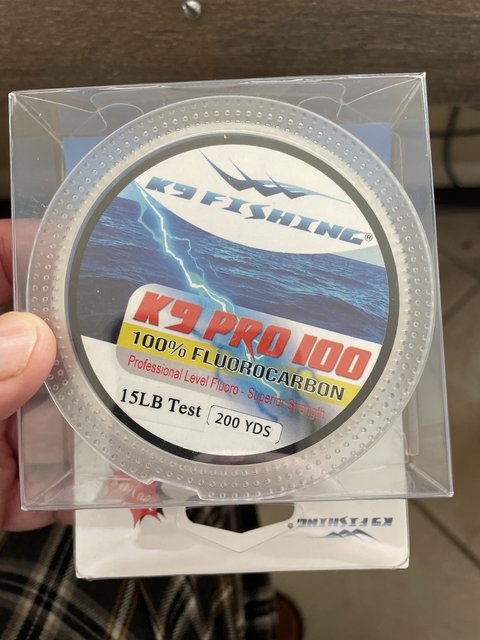 K9 FISHING®
K9 PRO 100
100% FLUOROCARBON
Professional Level Fluoro - Superior Strength
15LB Test 200 YDS
K9 FISHING®